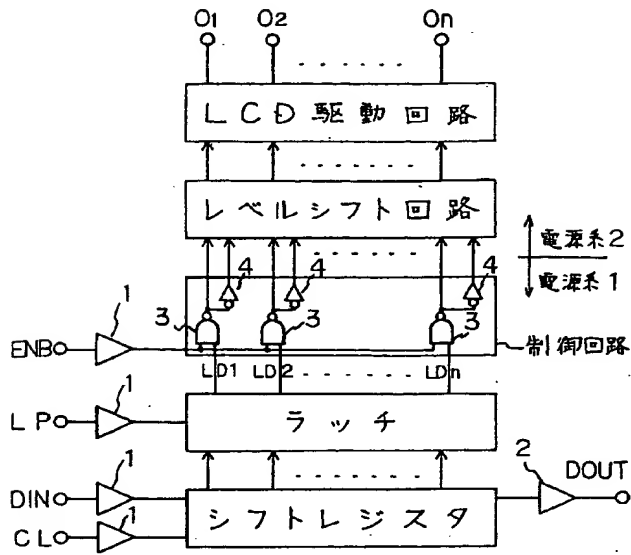 O1 O2 On
LCD駆動回路
レベルシフト回路
電源系2
電源系1
4 4 4
1 3 3 3
ENB
制御回路
LD1 LD2 LDn
1
LP
ラッチ
1 2
DIN DOUT
シフトレジスタ
1
CL